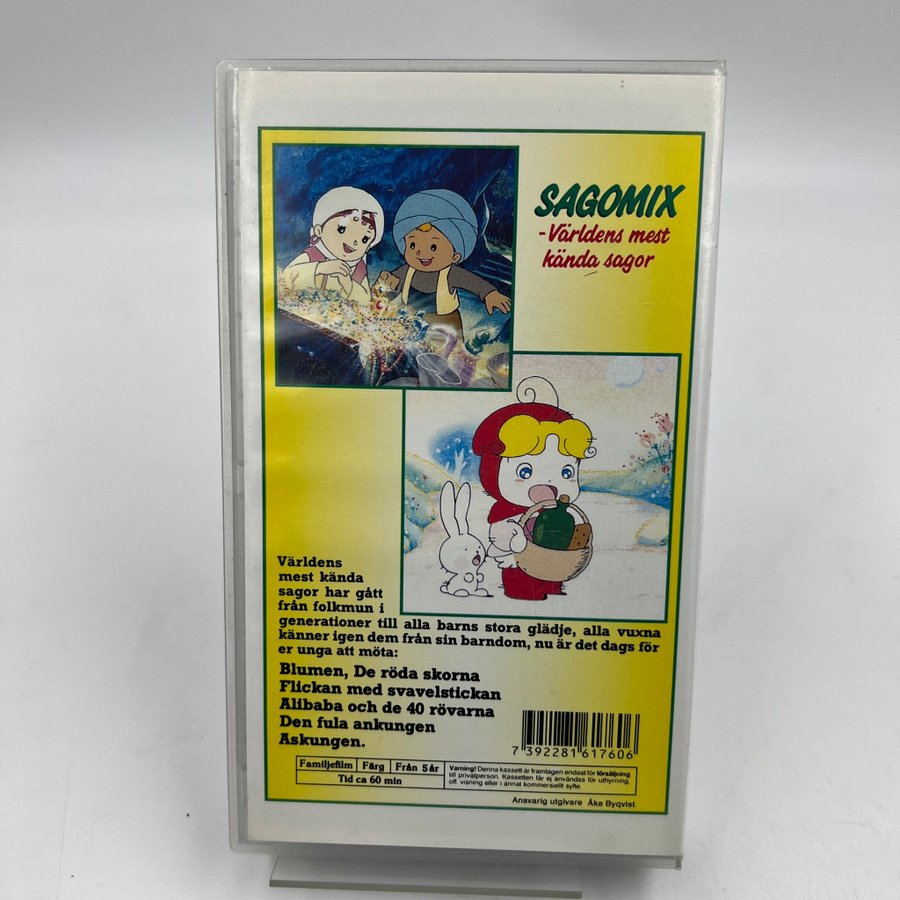 SAGOMIX
-Världens mest
kända sagor
Världens
mest kända
sagor har gått
från folkmun i
generationer till alla barns stora glädje, alla vuxna
känner igen dem från sin barndom, nu är det dags för
er unga att möta:
Blumen, De röda skorna
Flickan med svavelstickan
Alibaba och de 40 rövarna
Den fula ankungen
Askungen.
7 392281 617606
Familjefilm Färg Från 5 år
Tid ca 60 min
Varning! Denna kassett är framtagen endast för försäljning
till privatperson. Kassetten får ej användas för uthyrning,
off. visning eller i annat kommersiellt syfte.
Ansvarig utgivare Åke Byqvist